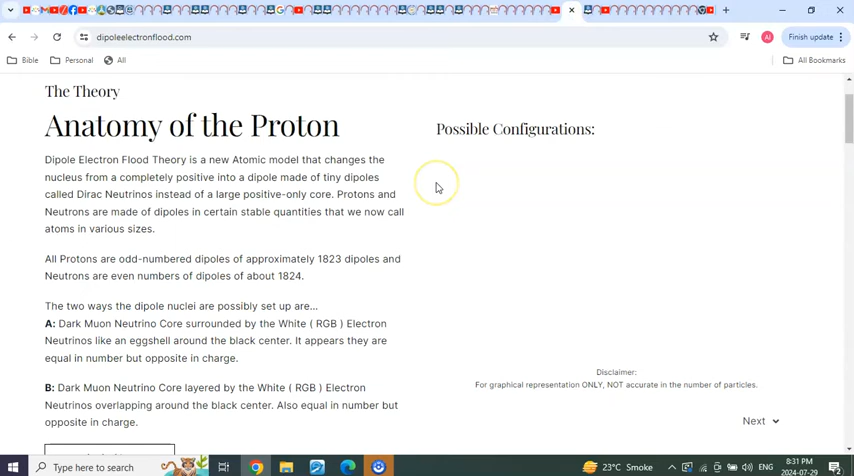 Finish update
dipoleelectronflood.com
Bible
Personal
All
All Bookmarks
The Theory
Anatomy of the Proton
Dipole Electron Flood Theory is a new Atomic model that changes the
nucleus from a completely positive into a dipole made of tiny dipoles
called Dirac Neutrinos instead of a large positive-only core. Protons and
Neutrons are made of dipoles in certain stable quantities that we now call
atoms in various sizes.
All Protons are odd-numbered dipoles of approximately 1823 dipoles and
Neutrons are even numbers of dipoles of about 1824.
The two ways the dipole nuclei are possibly set up are...
A: Dark Muon Neutrino Core surrounded by the White ( RGB ) Electron
Neutrinos like an eggshell around the black center. It appears they are
equal in number but opposite in charge.
B: Dark Muon Neutrino Core layered by the White ( RGB ) Electron
Neutrinos overlapping around the black center. Also equal in number but
opposite in charge.
Possible Configurations:
Disclaimer:
For graphical representation ONLY, NOT accurate in the number of particles.
Next
Type here to search
23°C Smoke
ENG
8:31 PM
2024-07-29